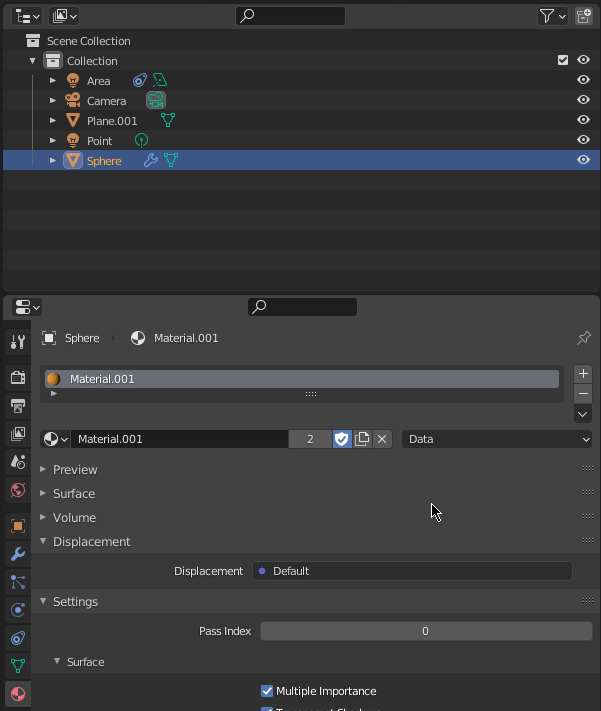 Scene Collection
Collection
Area
Camera
Plane.001
Point
Sphere
Sphere Material.001
Material.001
Material.001 2 Data
Preview
Surface
Volume
Displacement
Displacement Default
Settings
Pass Index 0
Surface
Multiple Importance